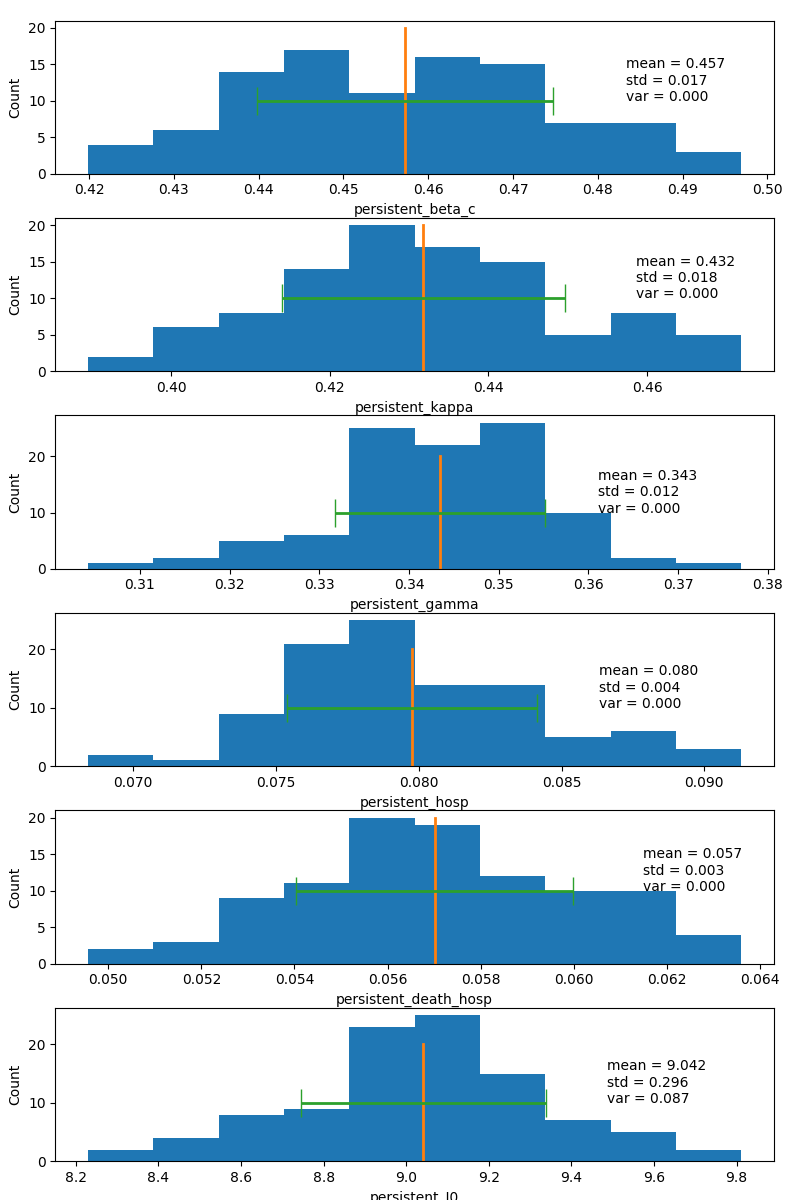 20
15
10
5
0
Count
mean = 0.457
std = 0.017
var = 0.000
0.42 0.43 0.44 0.45 0.46 0.47 0.48 0.49 0.50
persistent_beta_c
20
15
10
5
0
Count
mean = 0.432
std = 0.018
var = 0.000
0.40 0.42 0.44 0.46
persistent_kappa
20
10
0
Count
mean = 0.343
std = 0.012
var = 0.000
0.31 0.32 0.33 0.34 0.35 0.36 0.37 0.38
persistent_gamma
20
10
0
Count
mean = 0.080
std = 0.004
var = 0.000
0.070 0.075 0.080 0.085 0.090
persistent_hosp
20
15
10
5
0
Count
mean = 0.057
std = 0.003
var = 0.000
0.050 0.052 0.054 0.056 0.058 0.060 0.062 0.064
persistent_death_hosp
20
10
0
Count
mean = 9.042
std = 0.296
var = 0.087
8.2 8.4 8.6 8.8 9.0 9.2 9.4 9.6 9.8